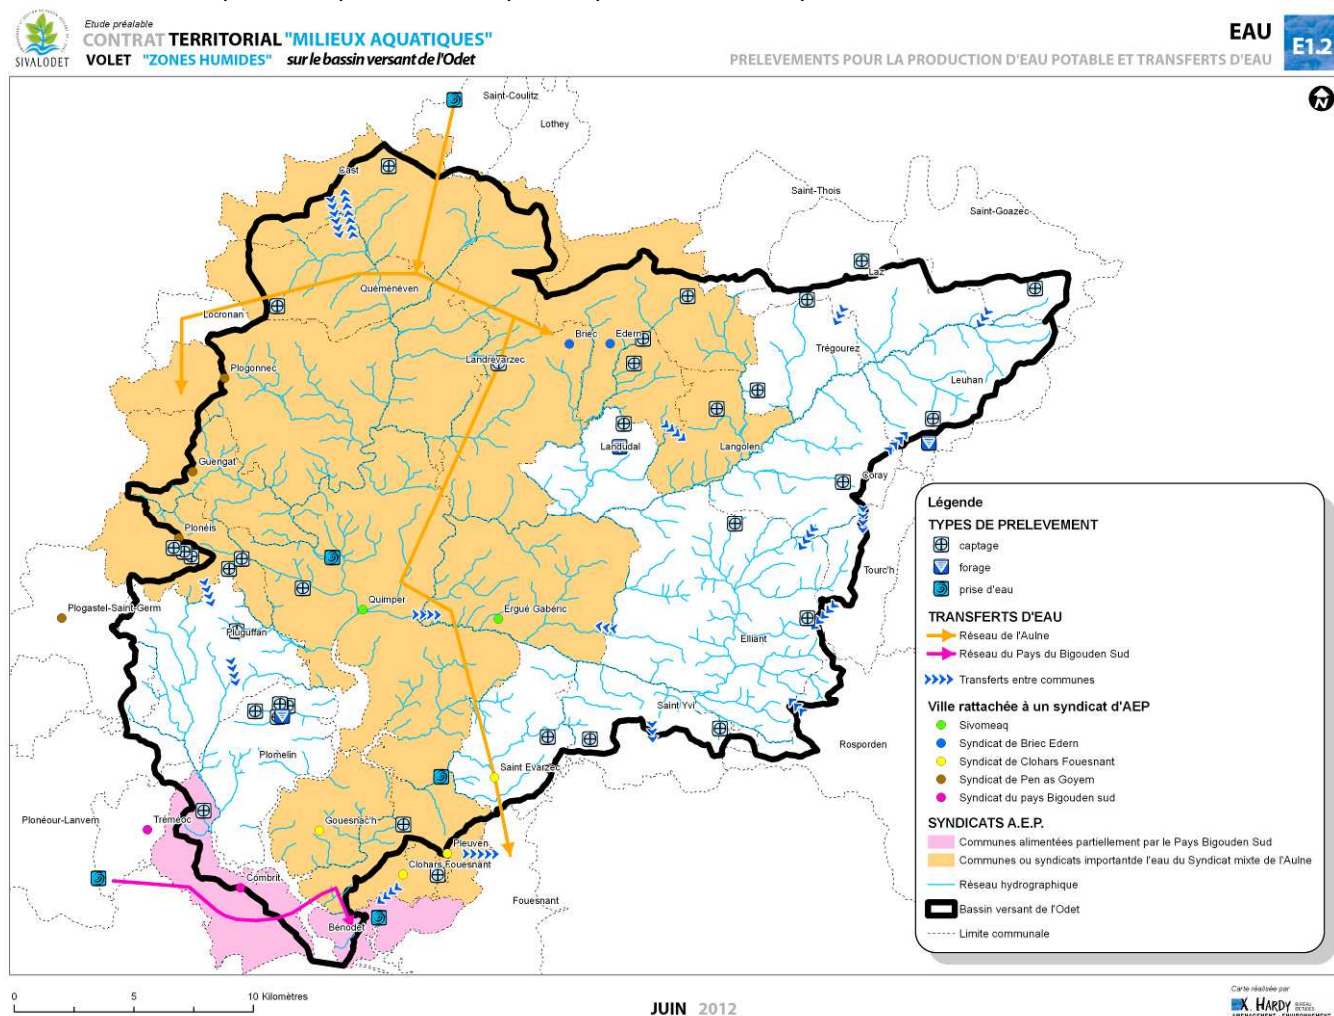 Etude préalable
CONTRAT TERRITORIAL "MILIEUX AQUATIQUES"
VOLET "ZONES HUMIDES" sur le bassin versant de l'Odet
SIVALODET
EAU
E1.2
PRELEVEMENTS POUR LA PRODUCTION D'EAU POTABLE ET TRANSFERTS D'EAU
N
Saint-Coulitz
Lothey
Cast
Saint-Thois
Saint-Goazec
Laz
Quéménéven
Locronan
Briec
Edern
Trégourez
Landrévarzec
Plogonnec
Leuhan
Landudal
Langolen
Guengat
Coray
Plonéis
Tourc'h
Quimper
Ergué Gabéric
Plogastel-Saint-Germ
Pluguffan
Elliant
Saint Yvi
Rosporden
Plomelin
Saint Evarzec
Plonéour-Lanvern
Tréméoc
Gouesnac'h
Pleuven
Clohars Fouesnant
Combrit
Fouesnant
Bénodet
Légende
TYPES DE PRELEVEMENT
captage
forage
prise d'eau
TRANSFERTS D'EAU
Réseau de l'Aulne
Réseau du Pays du Bigouden Sud
Transferts entre communes
Ville rattachée à un syndicat d'AEP
Sivomeaq
Syndicat de Briec Edern
Syndicat de Clohars Fouesnant
Syndicat de Pen as Goyem
Syndicat du pays Bigouden sud
SYNDICATS A.E.P.
Communes alimentées partiellement par le Pays Bigouden Sud
Communes ou syndicats importantde l'eau du Syndicat mixte de l'Aulne
Réseau hydrographique
Bassin versant de l'Odet
Limite communale
0 5 10 Kilomètres
JUIN 2012
Carte réalisée par
X. HARDY BUREAU D'ETUDES
AMENAGEMENT - ENVIRONNEMENT